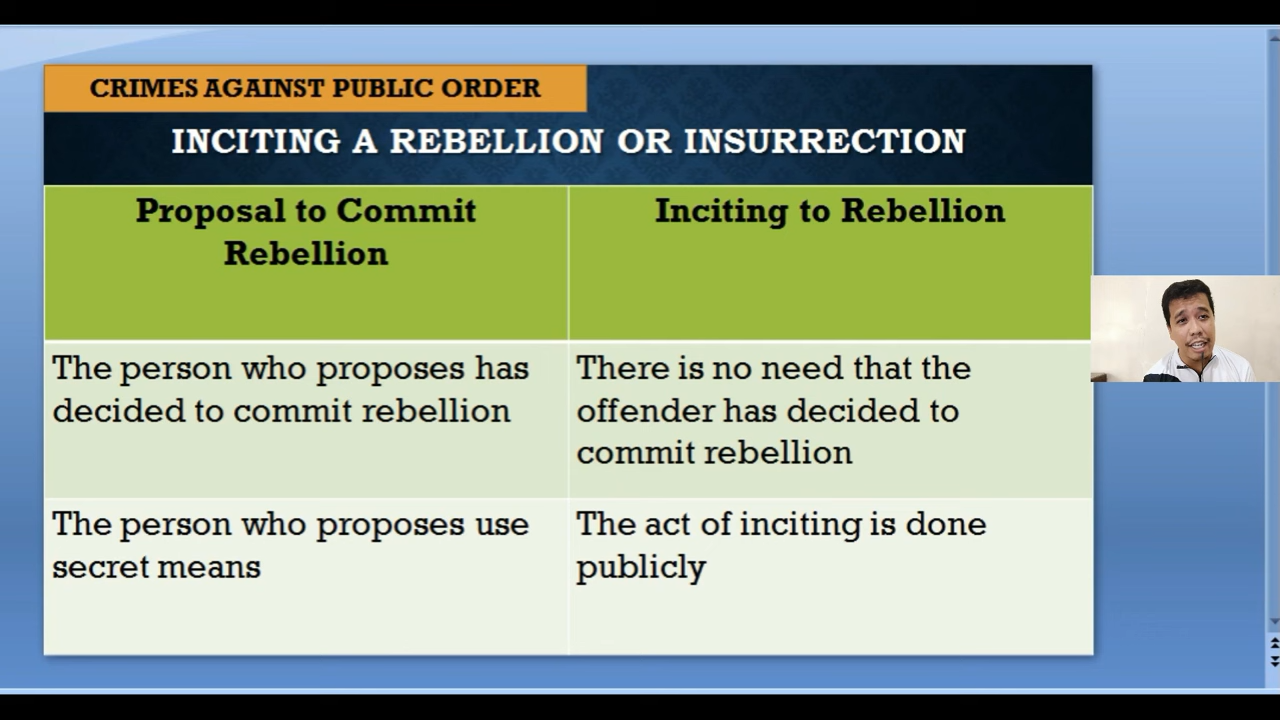 CRIMES AGAINST PUBLIC ORDER
INCITING A REBELLION OR INSURRECTION
Proposal to Commit
Rebellion
Inciting to Rebellion
The person who proposes has
decided to commit rebellion
There is no need that the
offender has decided to
commit rebellion
The person who proposes use
secret means
The act of inciting is done
publicly